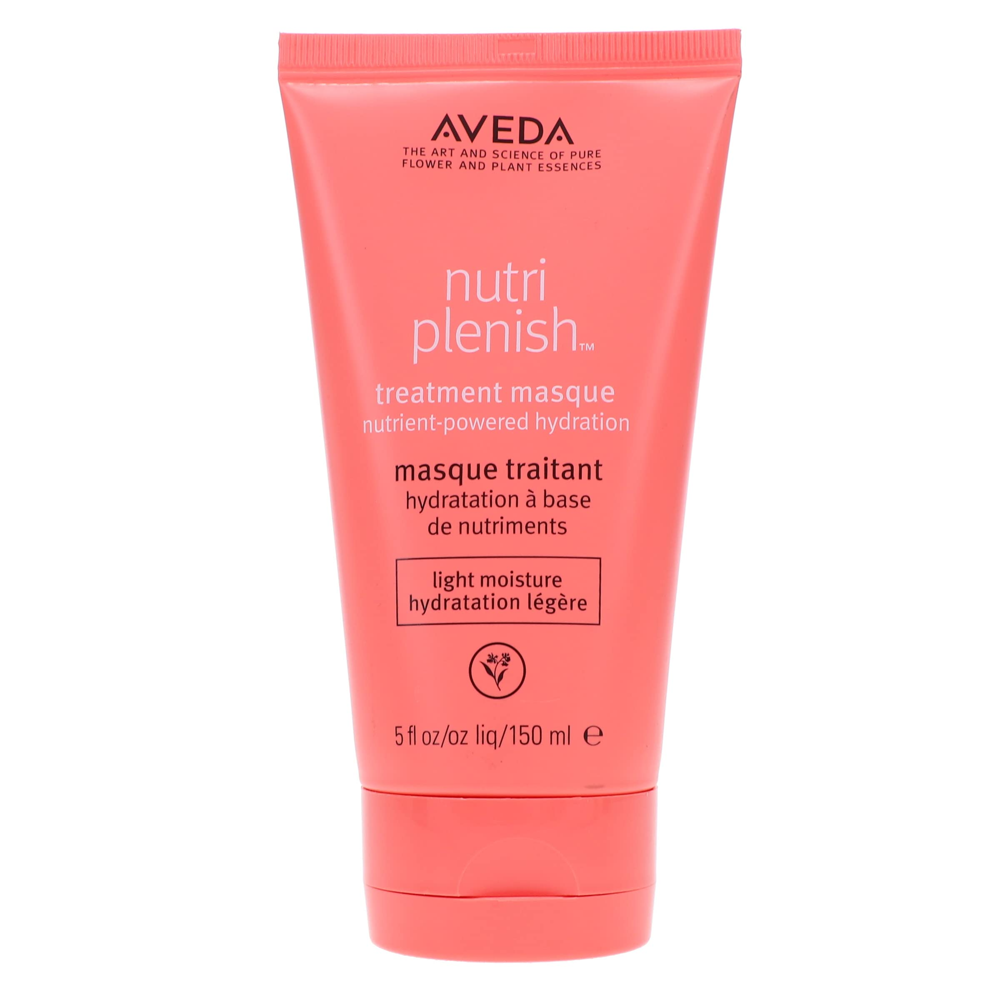 AVEDA
THE ART AND SCIENCE OF PURE
FLOWER AND PLANT ESSENCES
nutri
plenish™
treatment masque
nutrient-powered hydration
masque traitant
hydratation à base
de nutriments
light moisture
hydratation légère
5 fl oz/oz liq/150 ml ℮